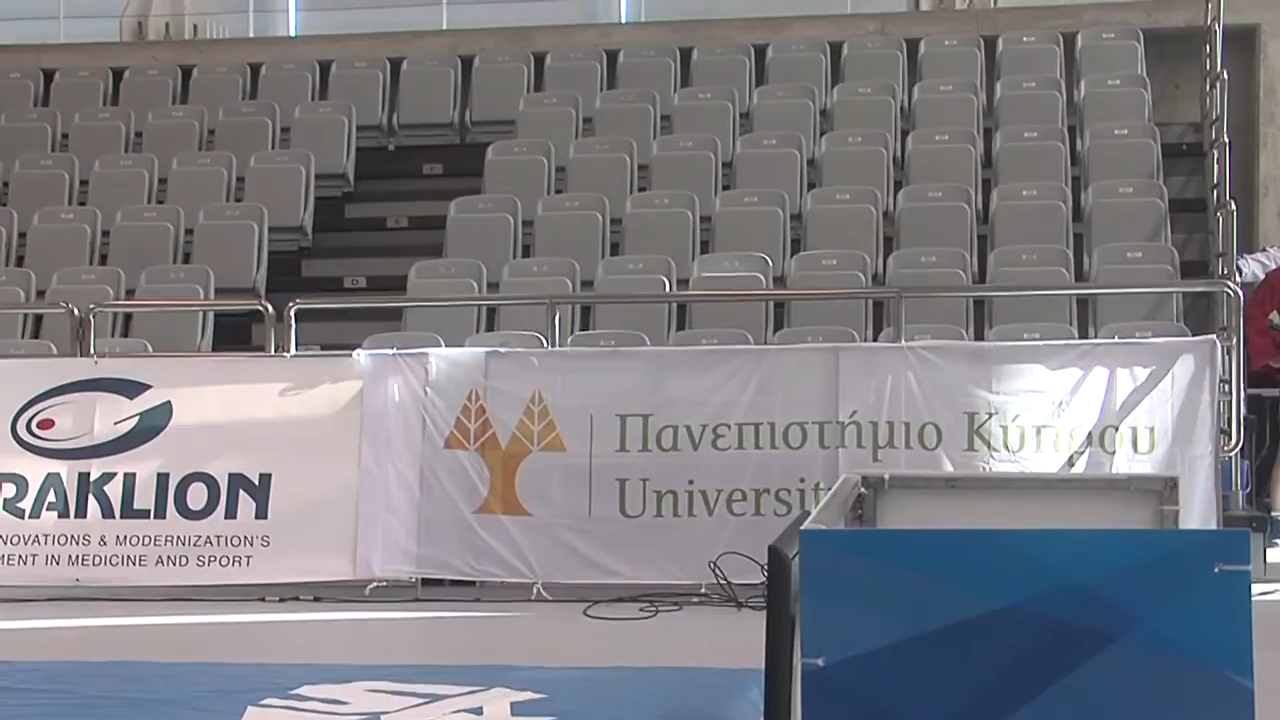 F
E
D
RAKLION
NOVATIONS & MODERNIZATION'S
MENT IN MEDICINE AND SPORT
Πανεπιστήμιο Κύπρου
Universit